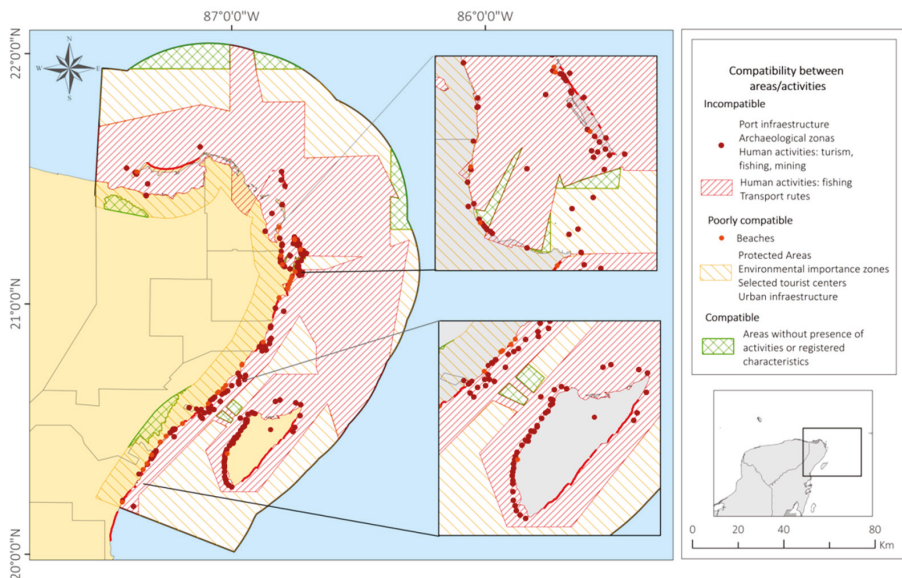 87°0'0"W
86°0'0"W
22°0'0"N
21°0'0"N
20°0'0"N
N
W
E
S
Compatibility between
areas/activities
Incompatible
Port infraestructure
Archaeological zonas
Human activities: turism,
fishing, mining
Human activities: fishing
Transport rutes
Poorly compatible
Beaches
Protected Areas
Environmental importance zones
Selected tourist centers
Urban infraestructure
Compatible
Areas without presence of
activities or registered
characteristics
0 10 20 40 60 80
Km